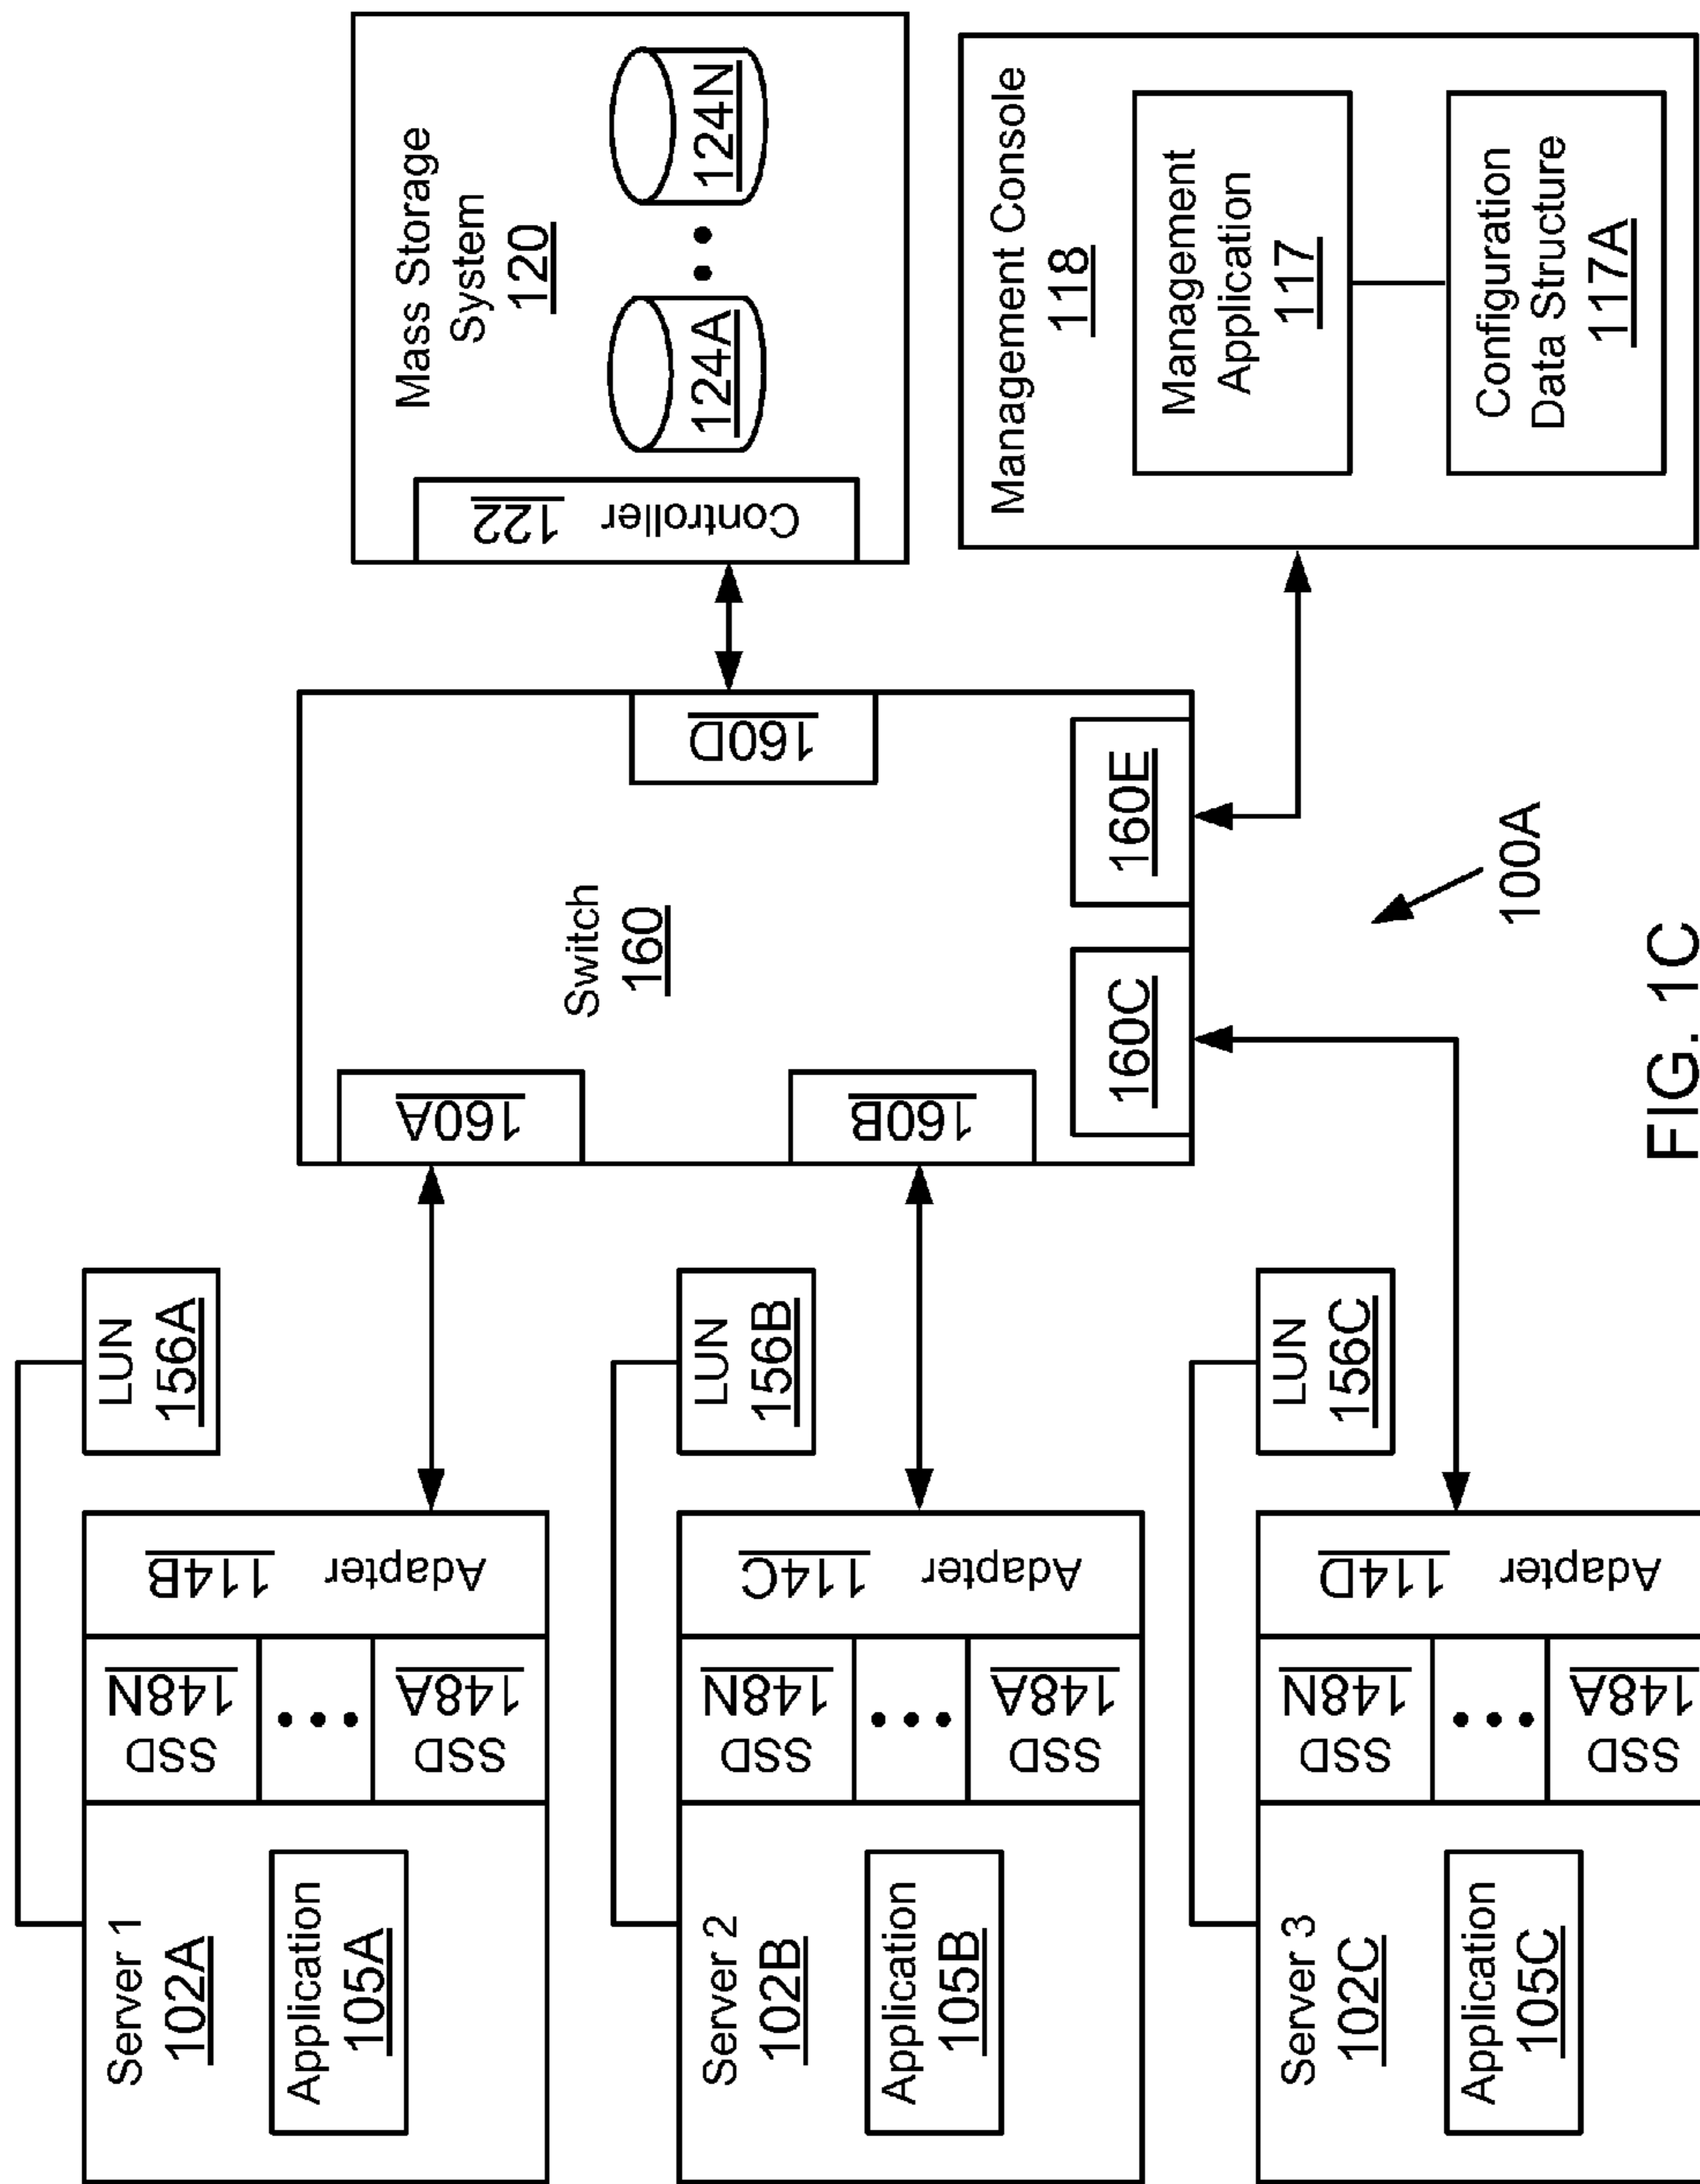 Server 1
102A
Application
105A
SSD
148N
SSD
148A
Adapter
114B
LUN
156A
Server 2
102B
Application
105B
SSD
148N
SSD
148A
Adapter
114C
LUN
156B
Server 3
102C
Application
105C
SSD
148N
SSD
148A
Adapter
114D
LUN
156C
Switch
160
160A
160B
160C
160D
160E
Mass Storage
System
120
Controller
122
124A
124N
Management Console
118
Management
Application
117
Configuration
Data Structure
117A
100A
FIG. 1C